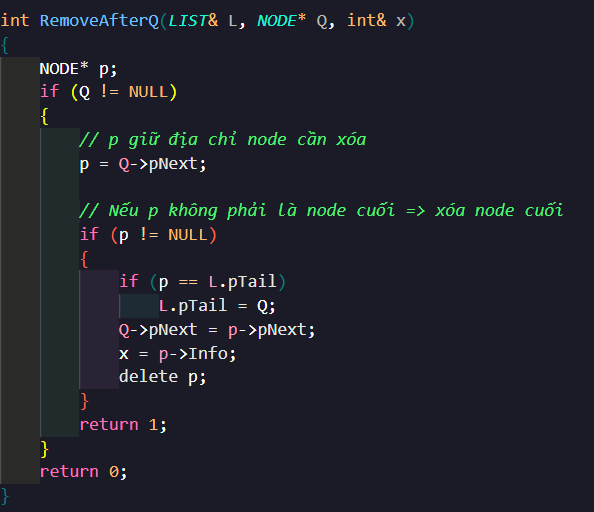 int RemoveAfterQ(LIST& L, NODE* Q, int& x)
{
NODE* p;
if (Q != NULL)
{
// p giữ địa chỉ node cần xóa
p = Q->pNext;
// Nếu p không phải là node cuối => xóa node cuối
if (p != NULL)
{
if (p == L.pTail)
L.pTail = Q;
Q->pNext = p->pNext;
x = p->Info;
delete p;
}
return 1;
}
return 0;
}